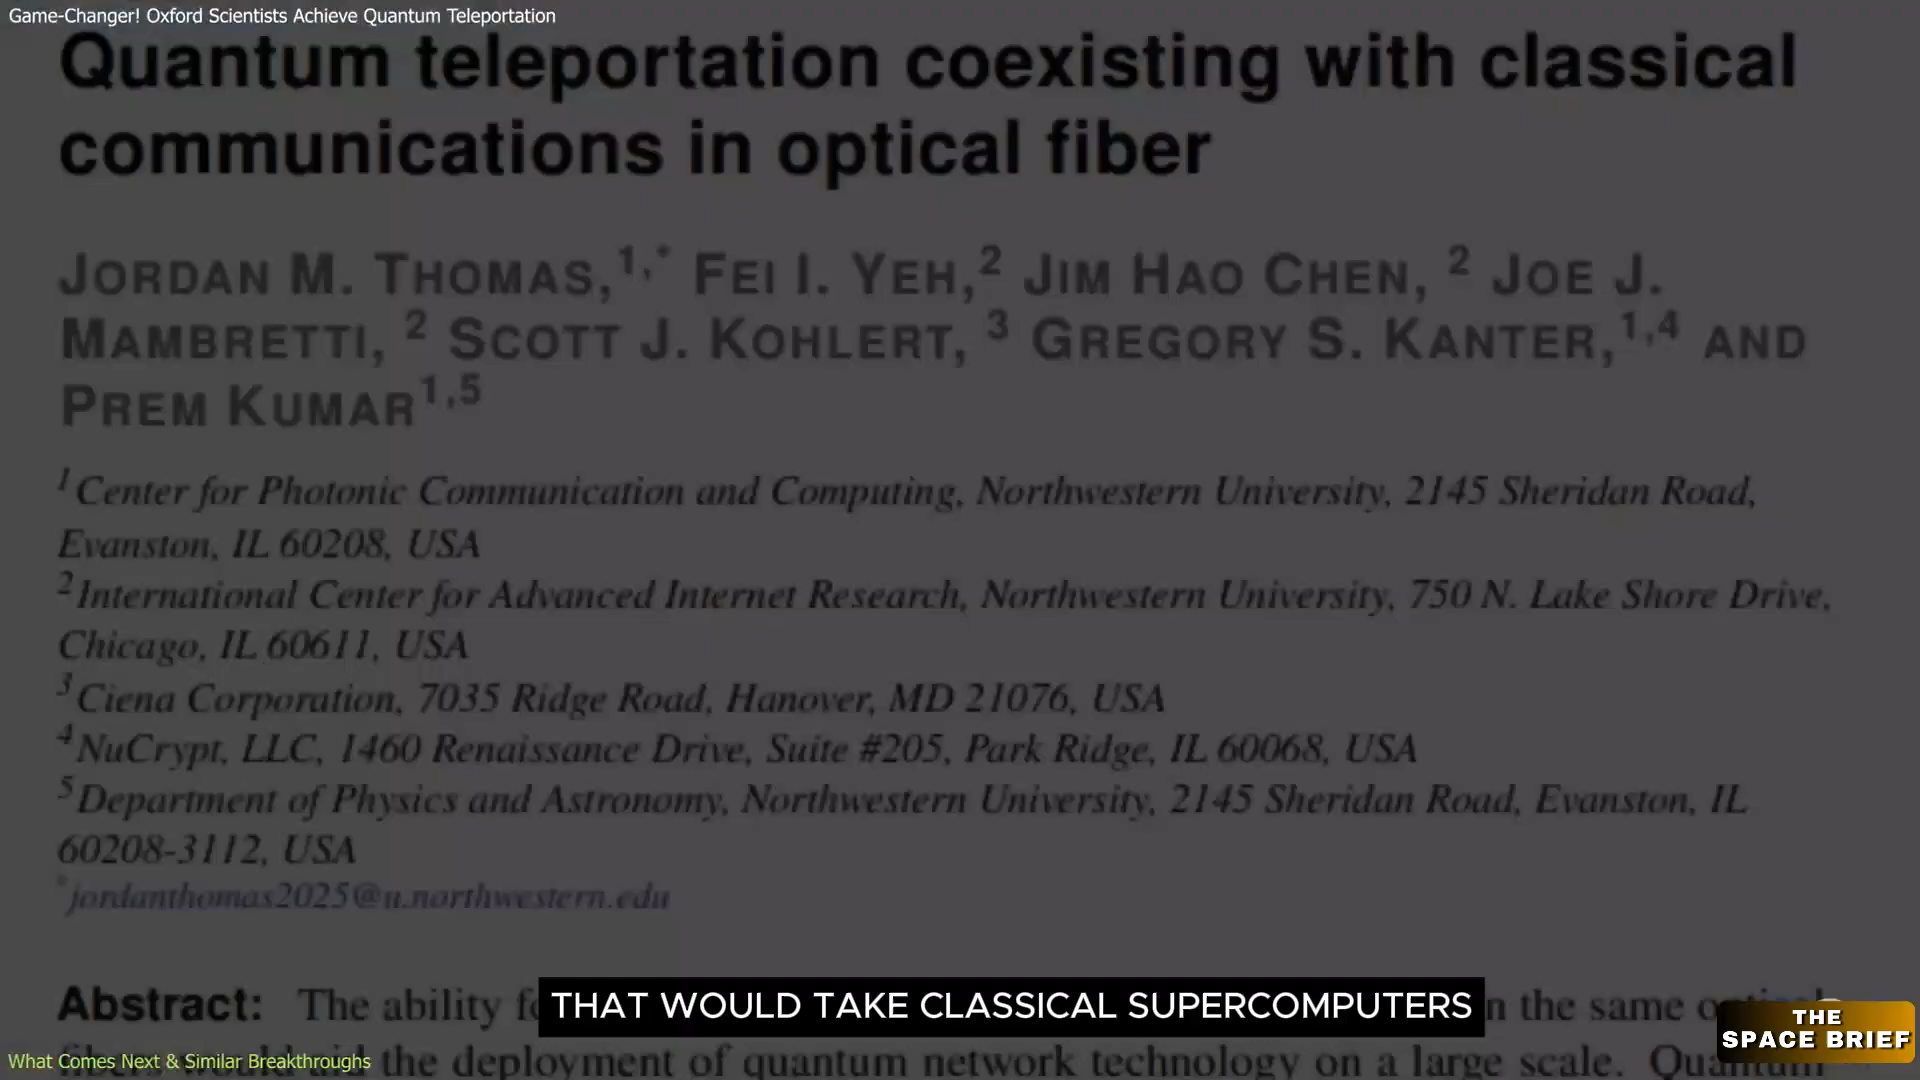 Game-Changer! Oxford Scientists Achieve Quantum Teleportation
Quantum teleportation coexisting with classical
communications in optical fiber
JORDAN M. THOMAS,1,* FEI I. YEH,2 JIM HAO CHEN, 2 JOE J.
MAMBRETTI, 2 SCOTT J. KOHLERT, 3 GREGORY S. KANTER,1,4 AND
PREM KUMAR1,5
1Center for Photonic Communication and Computing, Northwestern University, 2145 Sheridan Road,
Evanston, IL 60208, USA
2International Center for Advanced Internet Research, Northwestern University, 750 N. Lake Shore Drive,
Chicago, IL 60611, USA
3Ciena Corporation, 7035 Ridge Road, Hanover, MD 21076, USA
4NuCrypt, LLC, 1460 Renaissance Drive, Suite #205, Park Ridge, IL 60068, USA
5Department of Physics and Astronomy, Northwestern University, 2145 Sheridan Road, Evanston, IL
60208-3112, USA
*jordanthomas2025@u.northwestern.edu
Abstract: The ability
THAT WOULD TAKE CLASSICAL SUPERCOMPUTERS
in the same optical
THE
SPACE BRIEF
What Comes Next & Similar Breakthroughs
the deployment of quantum network technology on a large scale. Quantum